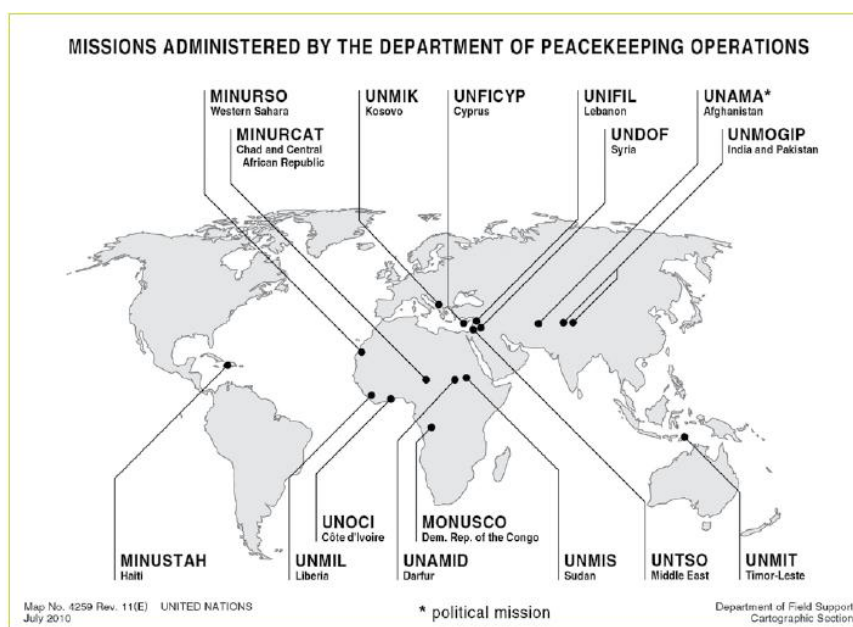 MISSIONS ADMINISTERED BY THE DEPARTMENT OF PEACEKEEPING OPERATIONS
MINURSO
Western Sahara
MINURCAT
Chad and Central
African Republic
UNMIK
Kosovo
UNFICYP
Cyprus
UNIFIL
Lebanon
UNDOF
Syria
UNAMA*
Afghanistan
UNMOGIP
India and Pakistan
MINUSTAH
Haiti
UNMIL
Liberia
UNOCI
Côte d'Ivoire
UNAMID
Darfur
MONUSCO
Dem. Rep. of the Congo
UNMIS
Sudan
UNTSO
Middle East
UNMIT
Timor-Leste
Map No. 4259 Rev. 11(E) UNITED NATIONS
July 2010
* political mission
Department of Field Support
Cartographic Section